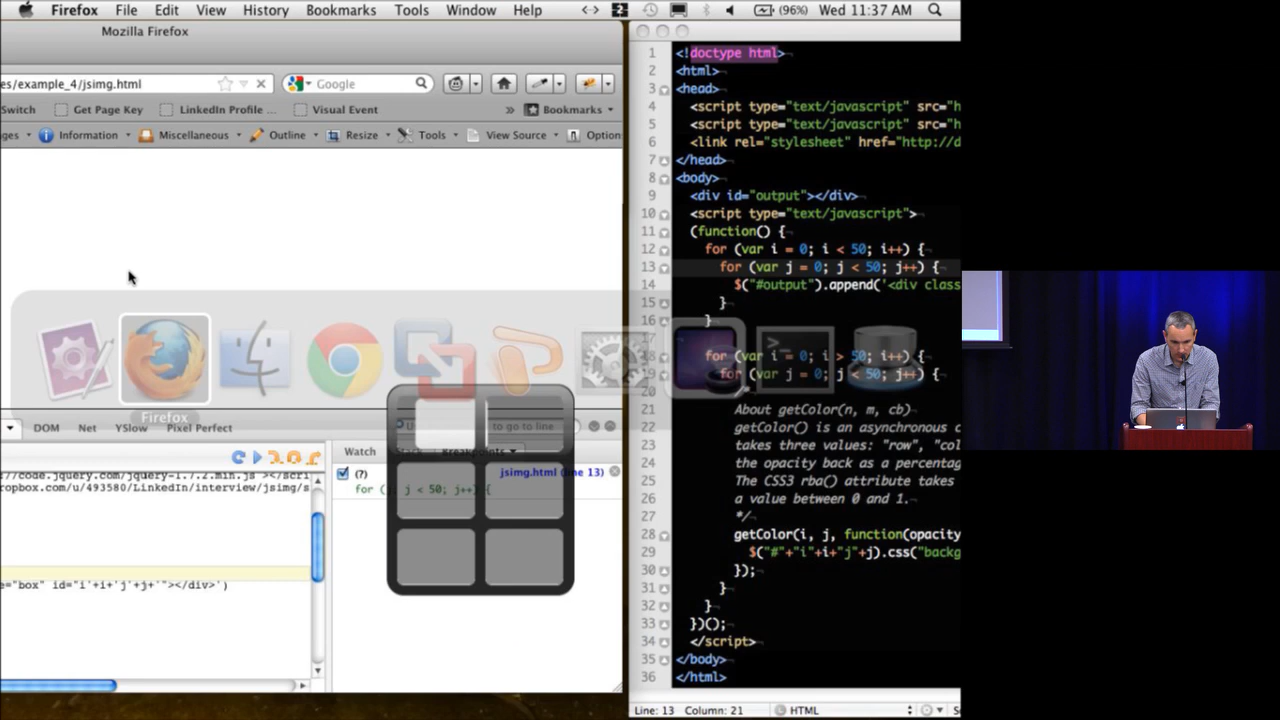 Firefox File Edit View History Bookmarks Tools Window Help
2 (96%) Wed 11:37 AM
Mozilla Firefox
es/example_4/jsimg.html
Google
Switch Get Page Key LinkedIn Profile ... Visual Event » Bookmarks
ges Information Miscellaneous Outline Resize Tools View Source Option
Firefox
DOM Net YSlow Pixel Perfect
to go to line
Watch Breakpoints
://code.jquery.com/jquery-1.7.2.min.js"></scrip
ropbox.com/u/493580/LinkedIn/interview/jsimg/s
(?) jsimg.html (line 13)
for (; j < 50; j++) {
e="box" id="i'+i+'j'+j+'"></div>')
1 <!doctype html>
2 <html>
3 <head>
4 <script type="text/javascript" src="h
5 <script type="text/javascript" src="h
6 <link rel="stylesheet" href="http://d
7 </head>
8 <body>
9 <div id="output"></div>
10 <script type="text/javascript">
11 (function() {
12 for (var i = 0; i < 50; i++) {
13 for (var j = 0; j < 50; j++) {
14 $("#output").append('<div class
15 }
16 }
18 for (var i = 0; i > 50; i++) {
19 for (var j = 0; j < 50; j++) {
20
21 About getColor(n, m, cb)
22 getColor() is an asynchronous c
23 takes three values: "row", "col
24 the opacity back as a percentag
25 The CSS3 rba() attribute takes
26 a value between 0 and 1.
27 */
28 getColor(i, j, function(opacity
29 $("#"+"i"+i+"j"+j).css("backg
30 });
31 }
32 }
33 })();
34 </script>
35 </body>
36 </html>
Line: 13 Column: 21 HTML